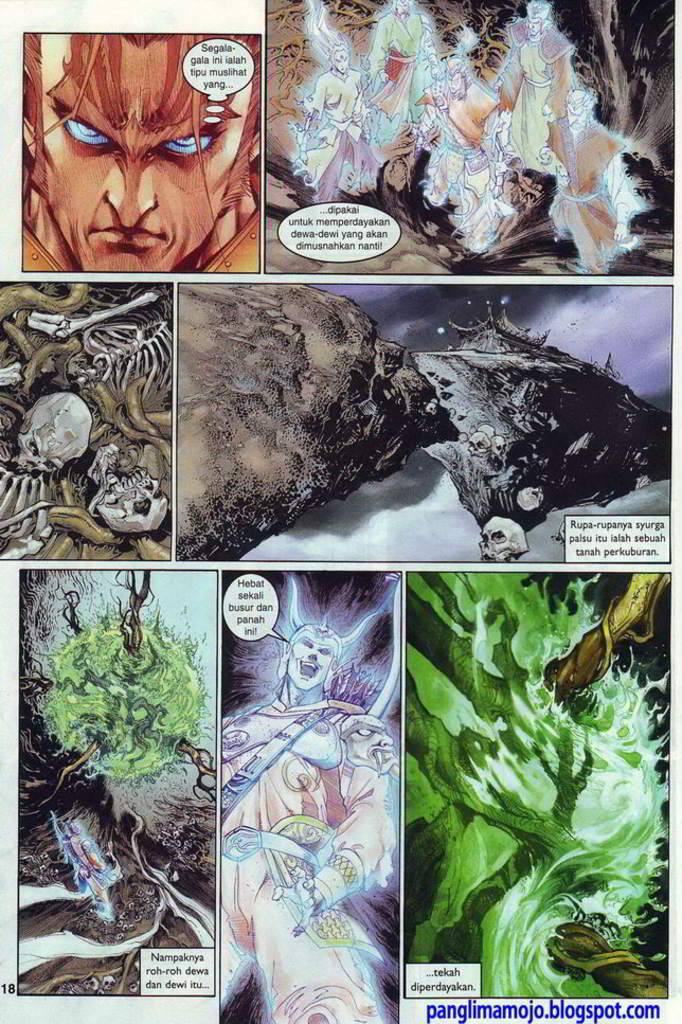 Segala-
gala ini ialah
tipu muslihat
yang...
...dipakai
untuk memperdayakan
dewa-dewi yang akan
dimusnahkan nanti!
Rupa-rupanya syurga
palsu itu ialah sebuah
tanah perkuburan.
Nampaknya
roh-roh dewa
dan dewi itu...
Hebat
sekali
busur dan
panah
ini!
...tekah
diperdayakan.
18
panglimamojo.blogspot.com